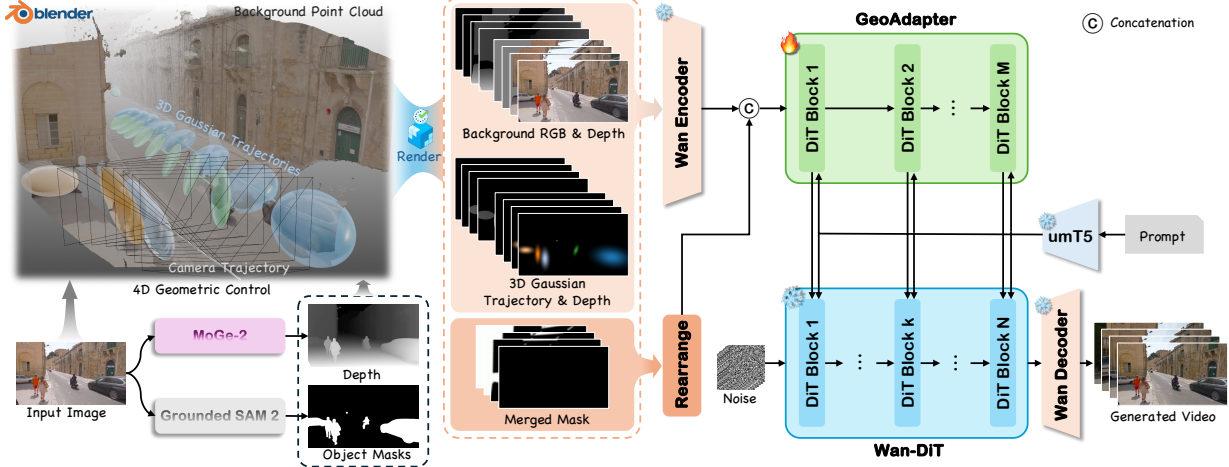 blender
Background Point Cloud
3D Gaussian Trajectories
Camera Trajectory
4D Geometric Control
Input Image
MoGe-2
Grounded SAM 2
Depth
Object Masks
Render
Background RGB & Depth
3D Gaussian
Trajectory & Depth
Merged Mask
Wan Encoder
Rearrange
C
C Concatenation
GeoAdapter
DiT Block 1
DiT Block 2
...
DiT Block M
umT5
Prompt
Noise
DiT Block 1
...
DiT Block k
...
DiT Block N
Wan-DiT
Wan Decoder
Generated Video